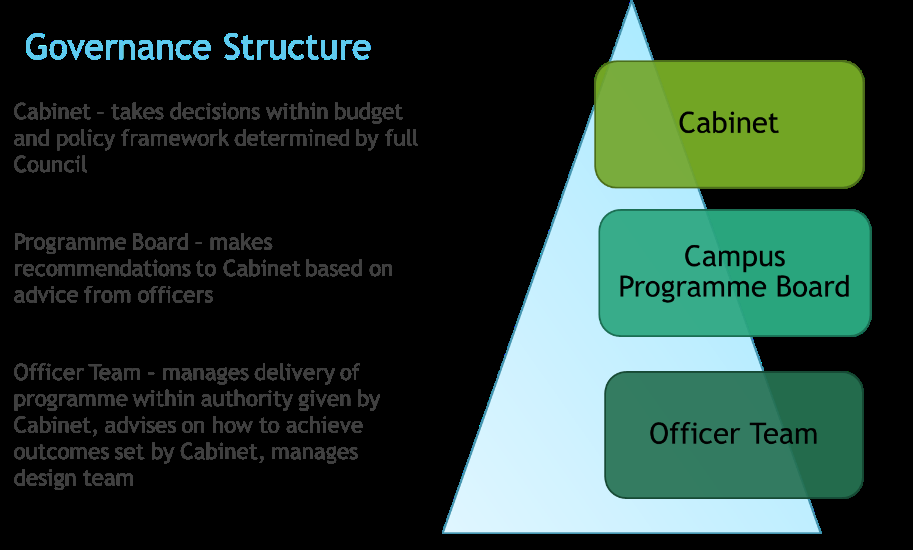 Governance Structure
Cabinet – takes decisions within budget
and policy framework determined by full
Council
Programme Board – makes
recommendations to Cabinet based on
advice from officers
Officer Team – manages delivery of
programme within authority given by
Cabinet, advises on how to achieve
outcomes set by Cabinet, manages
design team
Cabinet
Campus
Programme Board
Officer Team